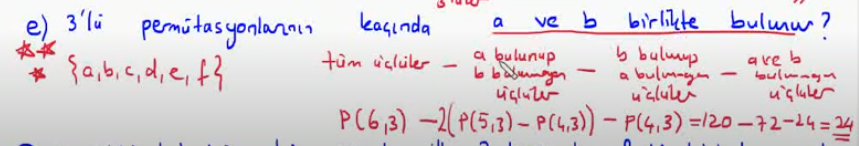 e) 3'lü permütasyonlarının kaçında a ve b birlikte bulunur?
{a,b,c,d,e,f} tüm üçlüler - a bulunup b bulunmayan üçlüler - b bulunup a bulunmayan üçlüler - a ve b bulunmayan üçlüler
P(6,3) - 2(P(5,3) - P(4,3)) - P(4,3) = 120 - 72 - 24 = 24